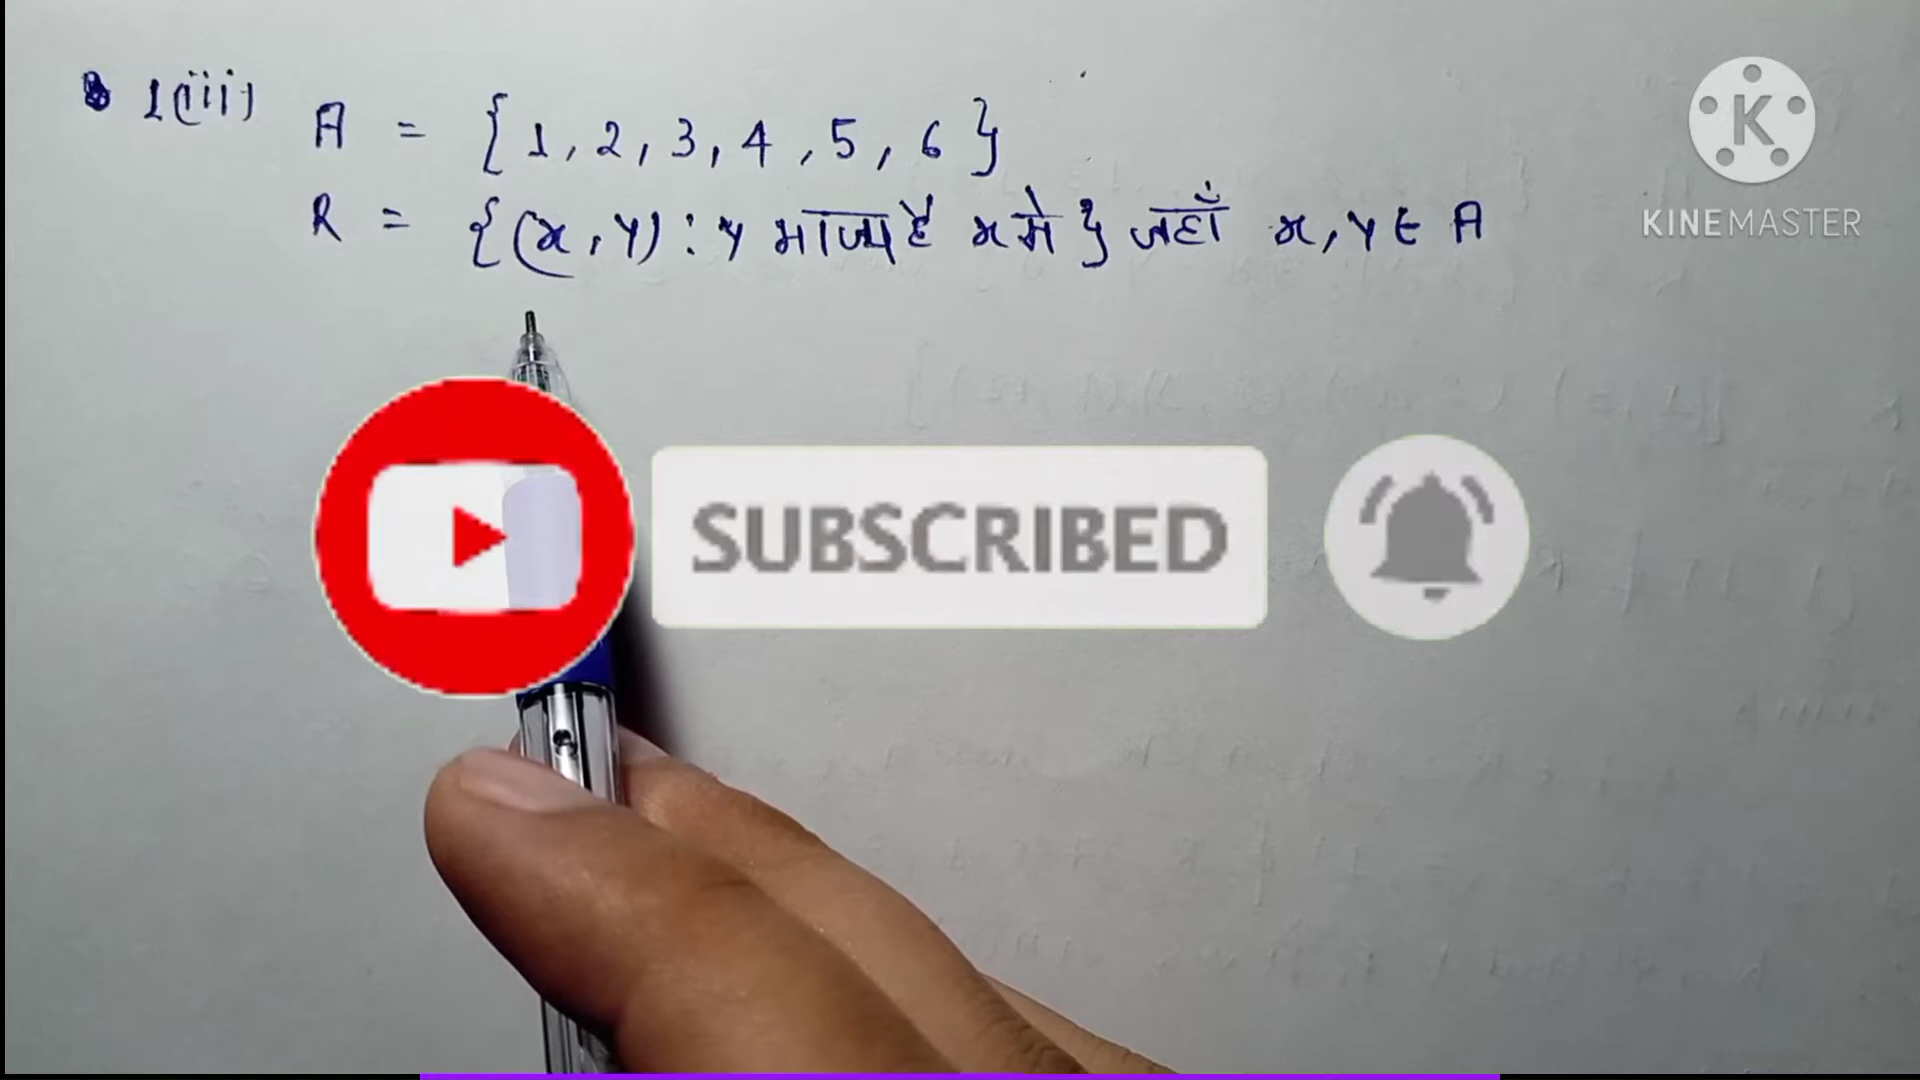 1(iii) A = {1, 2, 3, 4, 5, 6}
R = {(x, y) : y भाज्य है x से} जहाँ x, y ∈ A
K
KINEMASTER
SUBSCRIBED